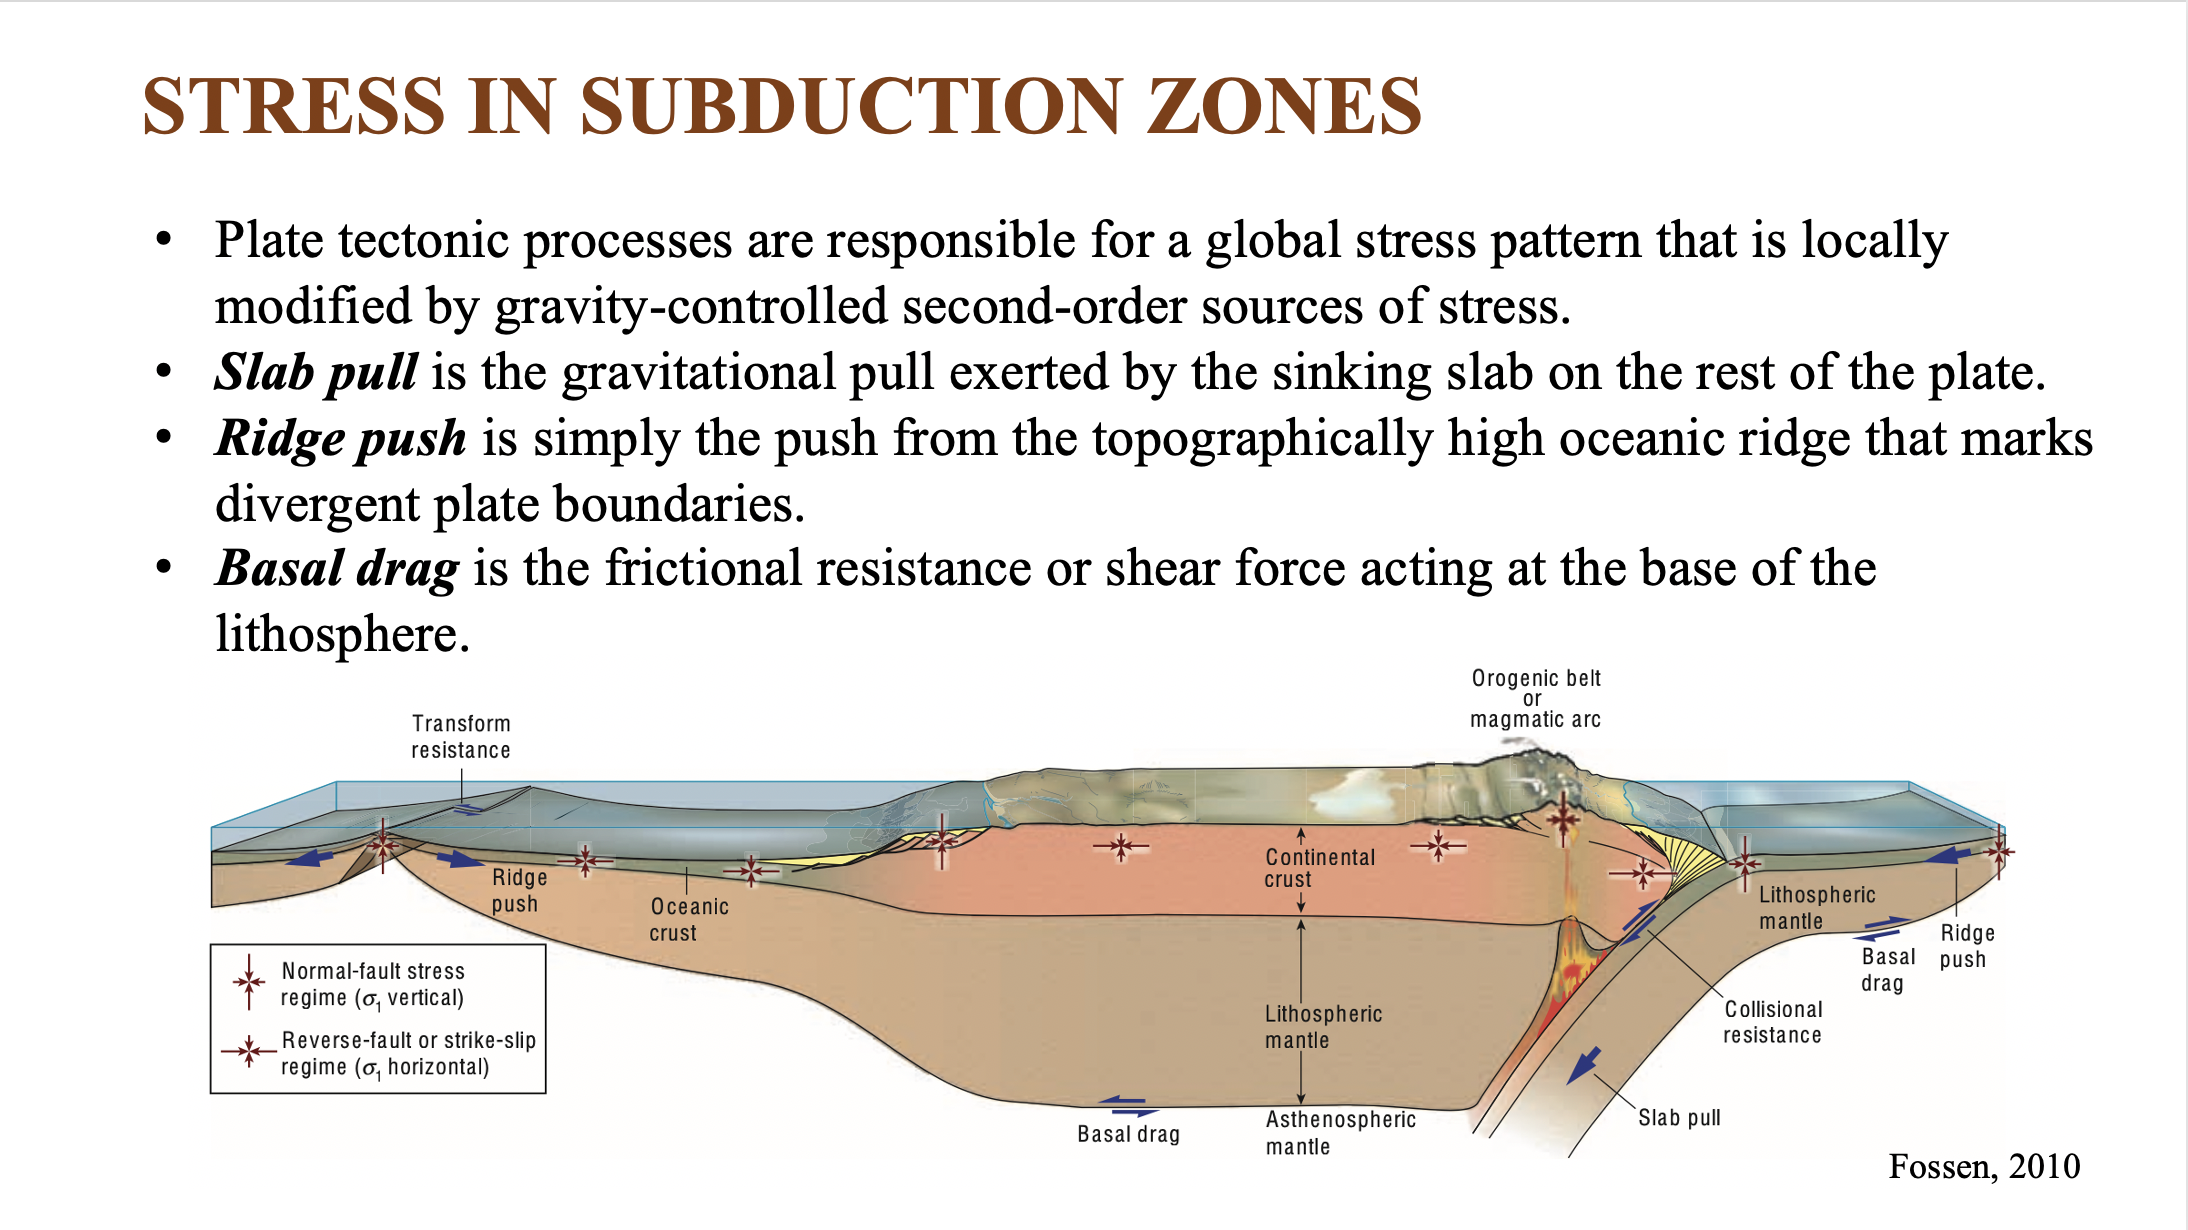 STRESS IN SUBDUCTION ZONES
• Plate tectonic processes are responsible for a global stress pattern that is locally
modified by gravity-controlled second-order sources of stress.
• Slab pull is the gravitational pull exerted by the sinking slab on the rest of the plate.
• Ridge push is simply the push from the topographically high oceanic ridge that marks
divergent plate boundaries.
• Basal drag is the frictional resistance or shear force acting at the base of the
lithosphere.
Orogenic belt
or
magmatic arc
Transform
resistance
Ridge
push
Oceanic
crust
Continental
crust
Lithospheric
mantle
Ridge
push
Basal
drag
Normal-fault stress
regime (σ₁ vertical)
Reverse-fault or strike-slip
regime (σ₁ horizontal)
Lithospheric
mantle
Collisional
resistance
Basal drag
Asthenospheric
mantle
Slab pull
Fossen, 2010